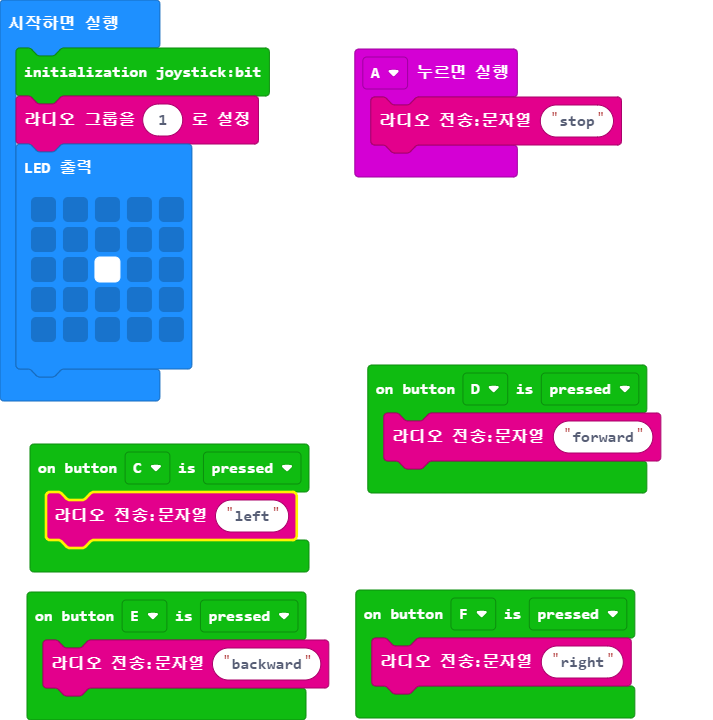 시작하면 실행
initialization joystick:bit
라디오 그룹을 1 로 설정
LED 출력
A 누르면 실행
라디오 전송:문자열 "stop"
on button D is pressed
라디오 전송:문자열 "forward"
on button C is pressed
라디오 전송:문자열 "left"
on button E is pressed
라디오 전송:문자열 "backward"
on button F is pressed
라디오 전송:문자열 "right"